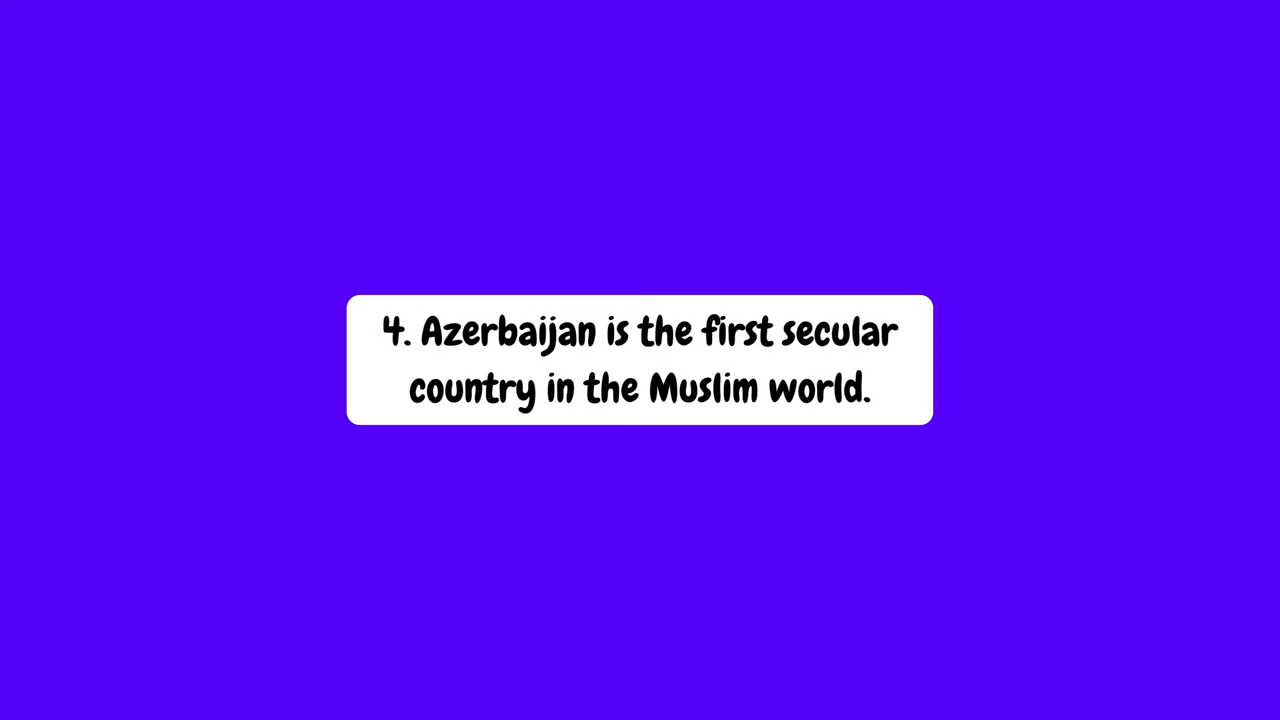 4. Azerbaijan is the first secular
country in the Muslim world.